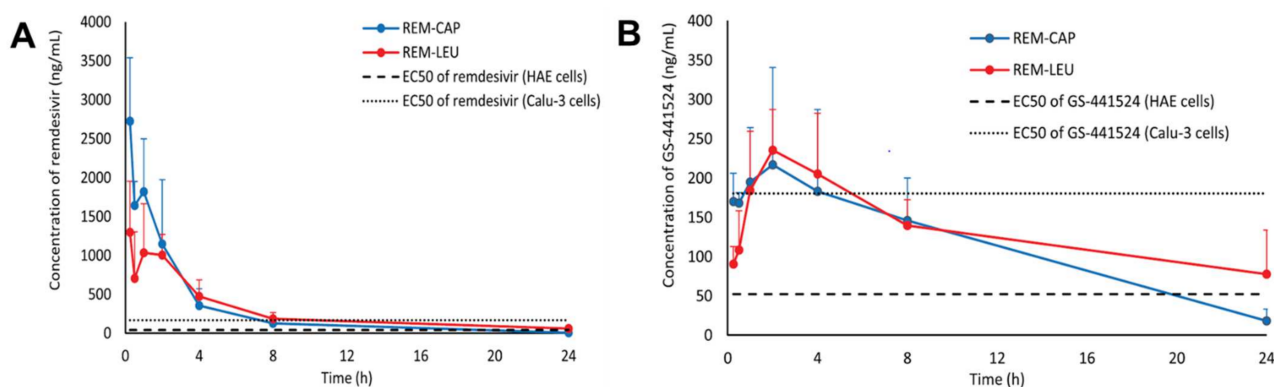 A
Concentration of remdesivir (ng/mL)
4000
3500
3000
2500
2000
1500
1000
500
0
REM-CAP
REM-LEU
EC50 of remdesivir (HAE cells)
EC50 of remdesivir (Calu-3 cells)
0 4 8 12 16 20 24
Time (h)
B
Concentration of GS-441524 (ng/mL)
400
350
300
250
200
150
100
50
0
REM-CAP
REM-LEU
EC50 of GS-441524 (HAE cells)
EC50 of GS-441524 (Calu-3 cells)
0 4 8 12 16 20 24
Time (h)